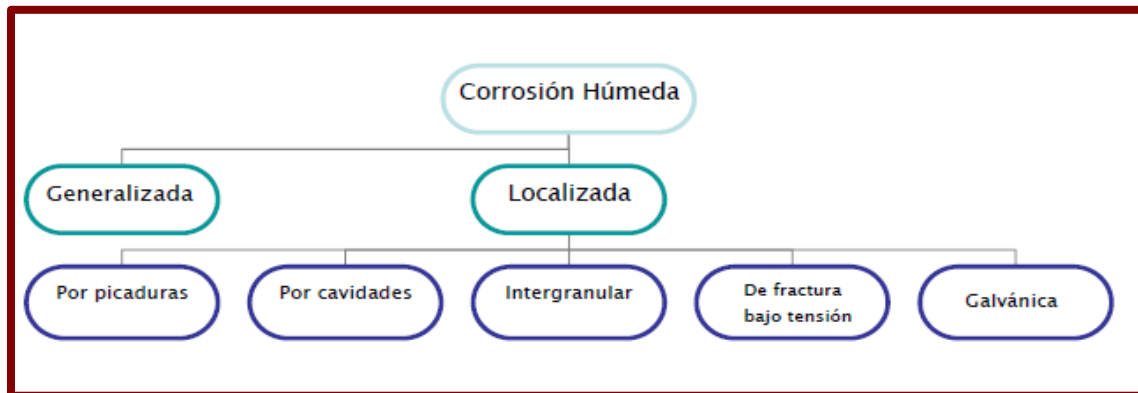 Corrosión Húmeda
Generalizada
Localizada
Por picaduras
Por cavidades
Intergranular
De fractura
bajo tensión
Galvánica